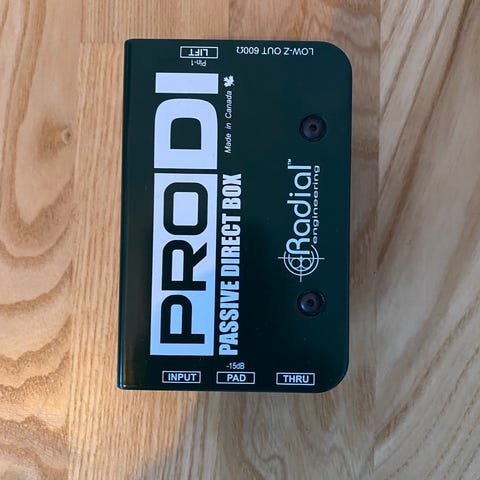 LOW-Z OUT 600Ω
Pin-1
LIFT
PRO DI
PASSIVE DIRECT BOX
Made in Canada
Radial™
engineering
-15dB
INPUT
PAD
THRU